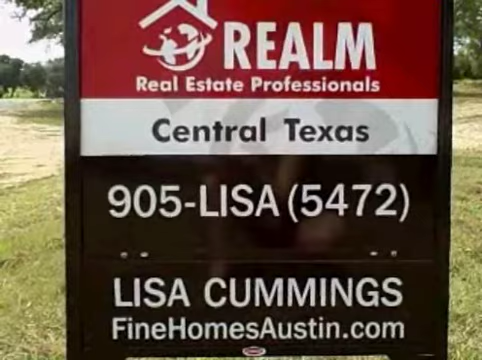 REALM
Real Estate Professionals
Central Texas
905-LISA (5472)
LISA CUMMINGS
FineHomesAustin.com